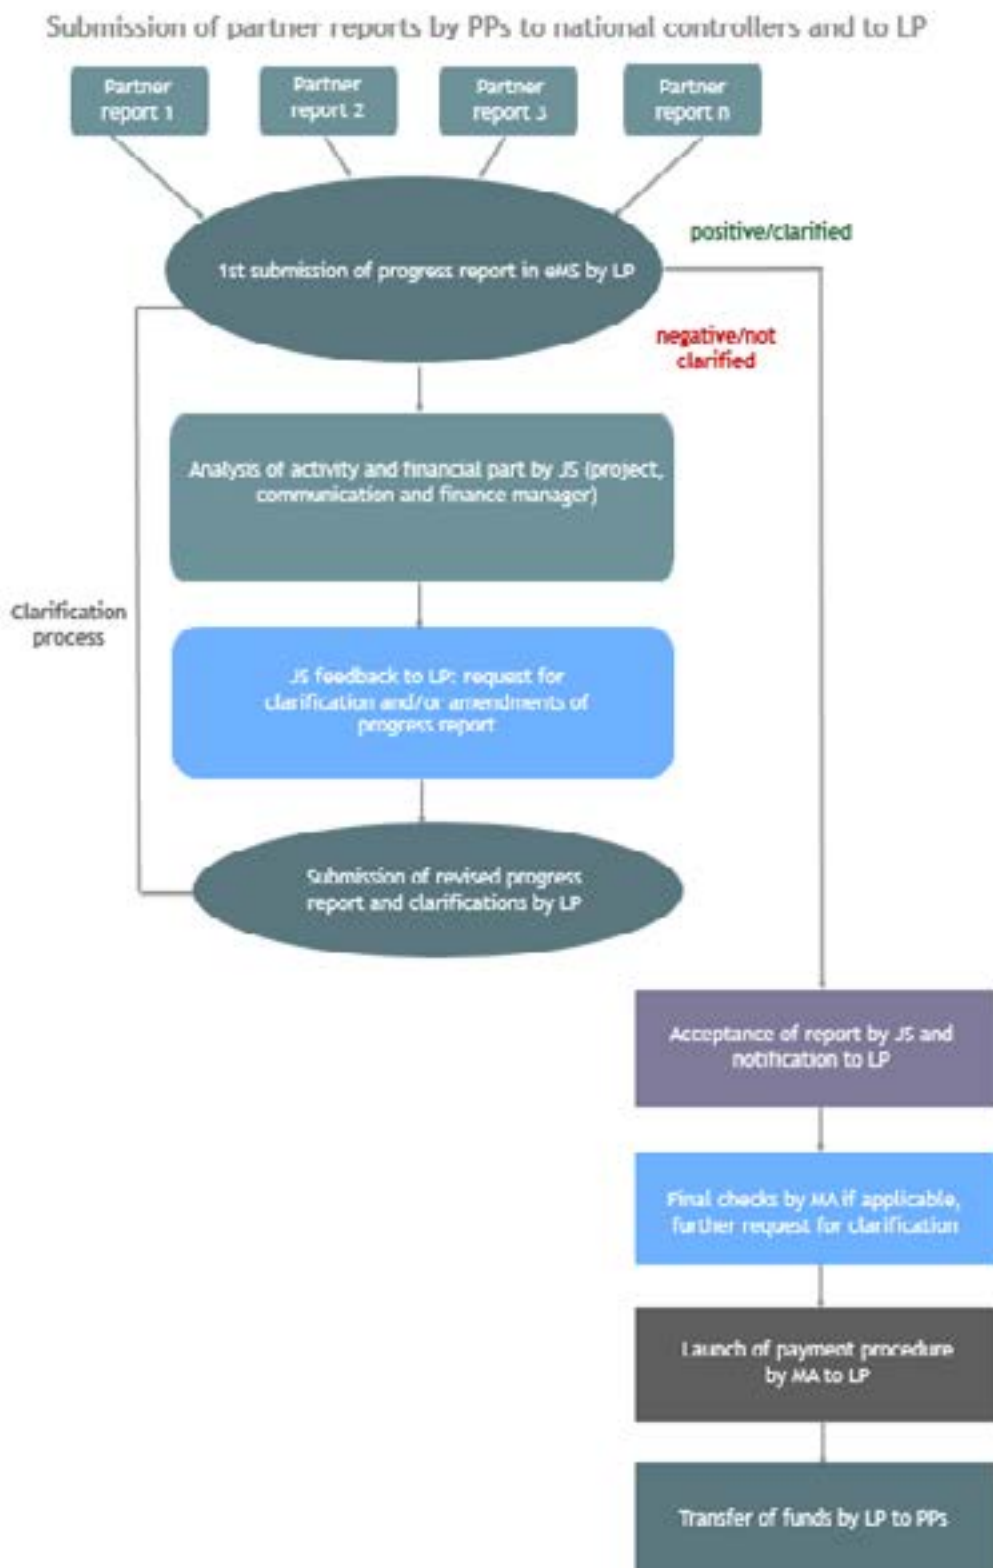 Submission of partner reports by PPs to national controllers and to LP
Partner
report 1
Partner
report 2
Partner
report 3
Partner
report n
1st submission of progress report in eMS by LP
positive/clarified
negative/not
clarified
Analysis of activity and financial part by JS (project,
communication and finance manager)
Clarification
process
JS feedback to LP: request for
clarification and/or amendments of
progress report
Submission of revised progress
report and clarifications by LP
Acceptance of report by JS and
notification to LP
Final checks by MA if applicable,
further request for clarification
Launch of payment procedure
by MA to LP
Transfer of funds by LP to PPs